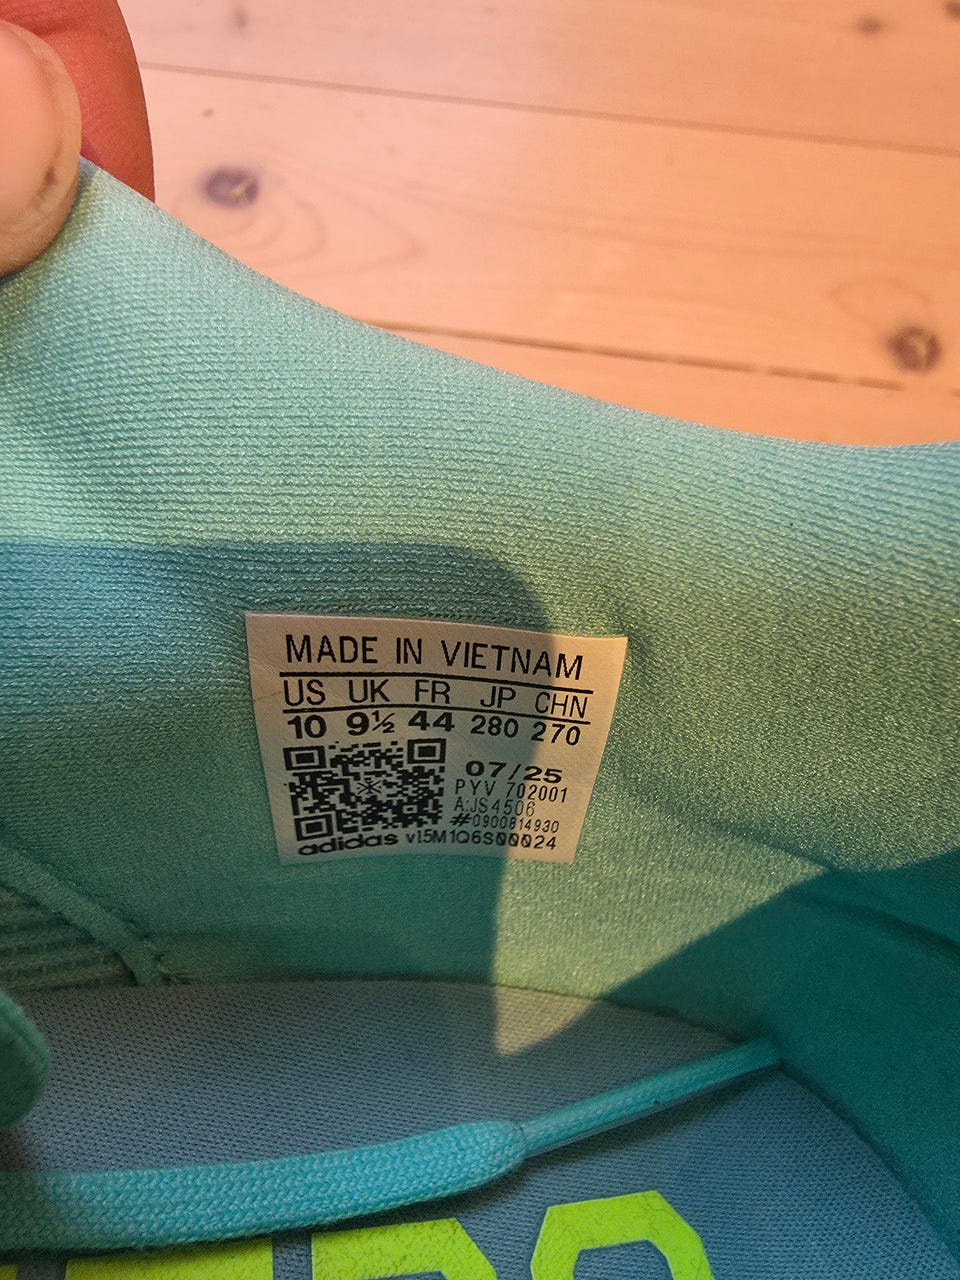 MADE IN VIETNAM
US UK FR JP CHN
10 9½ 44 280 270
07/25
PYV 702001
A:JS4506
#0900814930
adidas v15M1Q6S00024